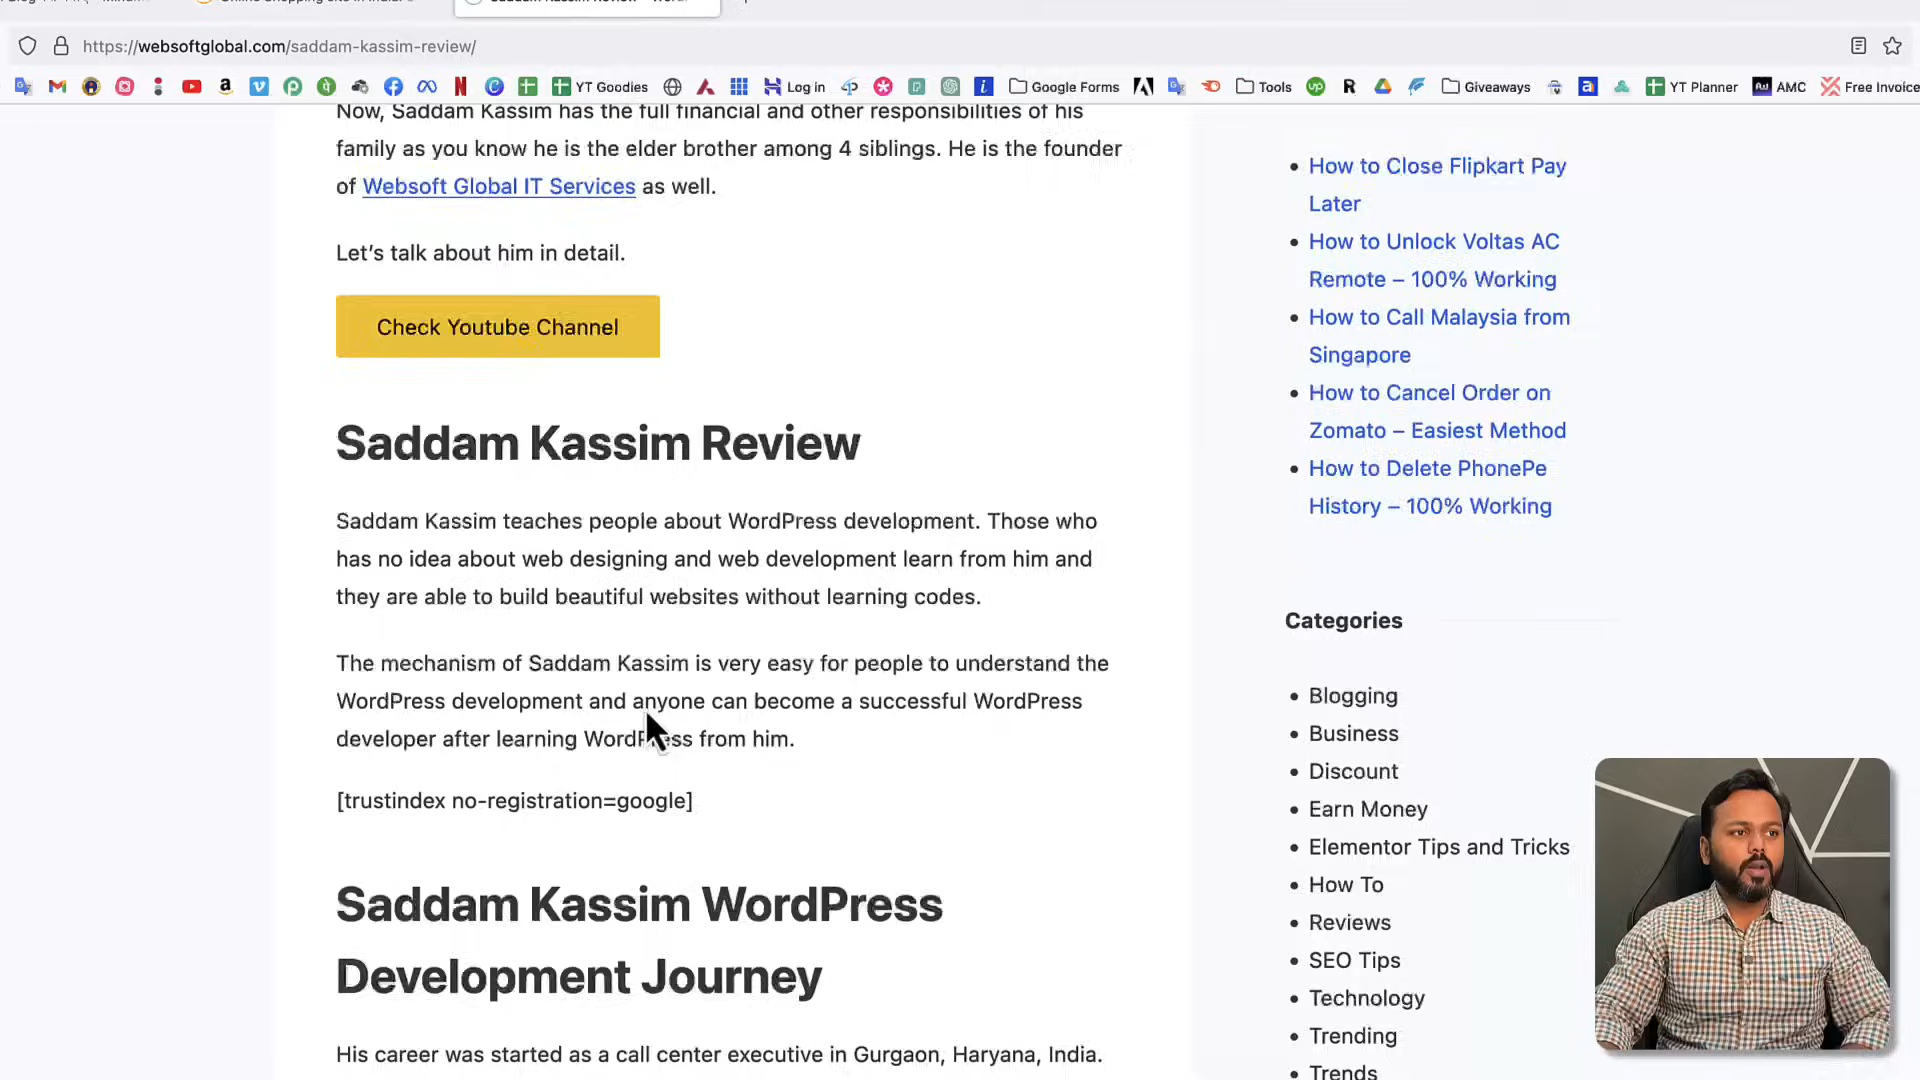 https://websoftglobal.com/saddam-kassim-review/
YT Goodies
Log in
Google Forms
Tools
Giveaways
YT Planner
AMC
Free Invoice
Now, Saddam Kassim has the full financial and other responsibilities of his
family as you know he is the elder brother among 4 siblings. He is the founder
of Websoft Global IT Services as well.
Let’s talk about him in detail.
Check Youtube Channel
Saddam Kassim Review
Saddam Kassim teaches people about WordPress development. Those who
has no idea about web designing and web development learn from him and
they are able to build beautiful websites without learning codes.
The mechanism of Saddam Kassim is very easy for people to understand the
WordPress development and anyone can become a successful WordPress
developer after learning WordPress from him.
[trustindex no-registration=google]
Saddam Kassim WordPress
Development Journey
His career was started as a call center executive in Gurgaon, Haryana, India.
How to Close Flipkart Pay
Later
How to Unlock Voltas AC
Remote – 100% Working
How to Call Malaysia from
Singapore
How to Cancel Order on
Zomato – Easiest Method
How to Delete PhonePe
History – 100% Working
Categories
Blogging
Business
Discount
Earn Money
Elementor Tips and Tricks
How To
Reviews
SEO Tips
Technology
Trending
Trends